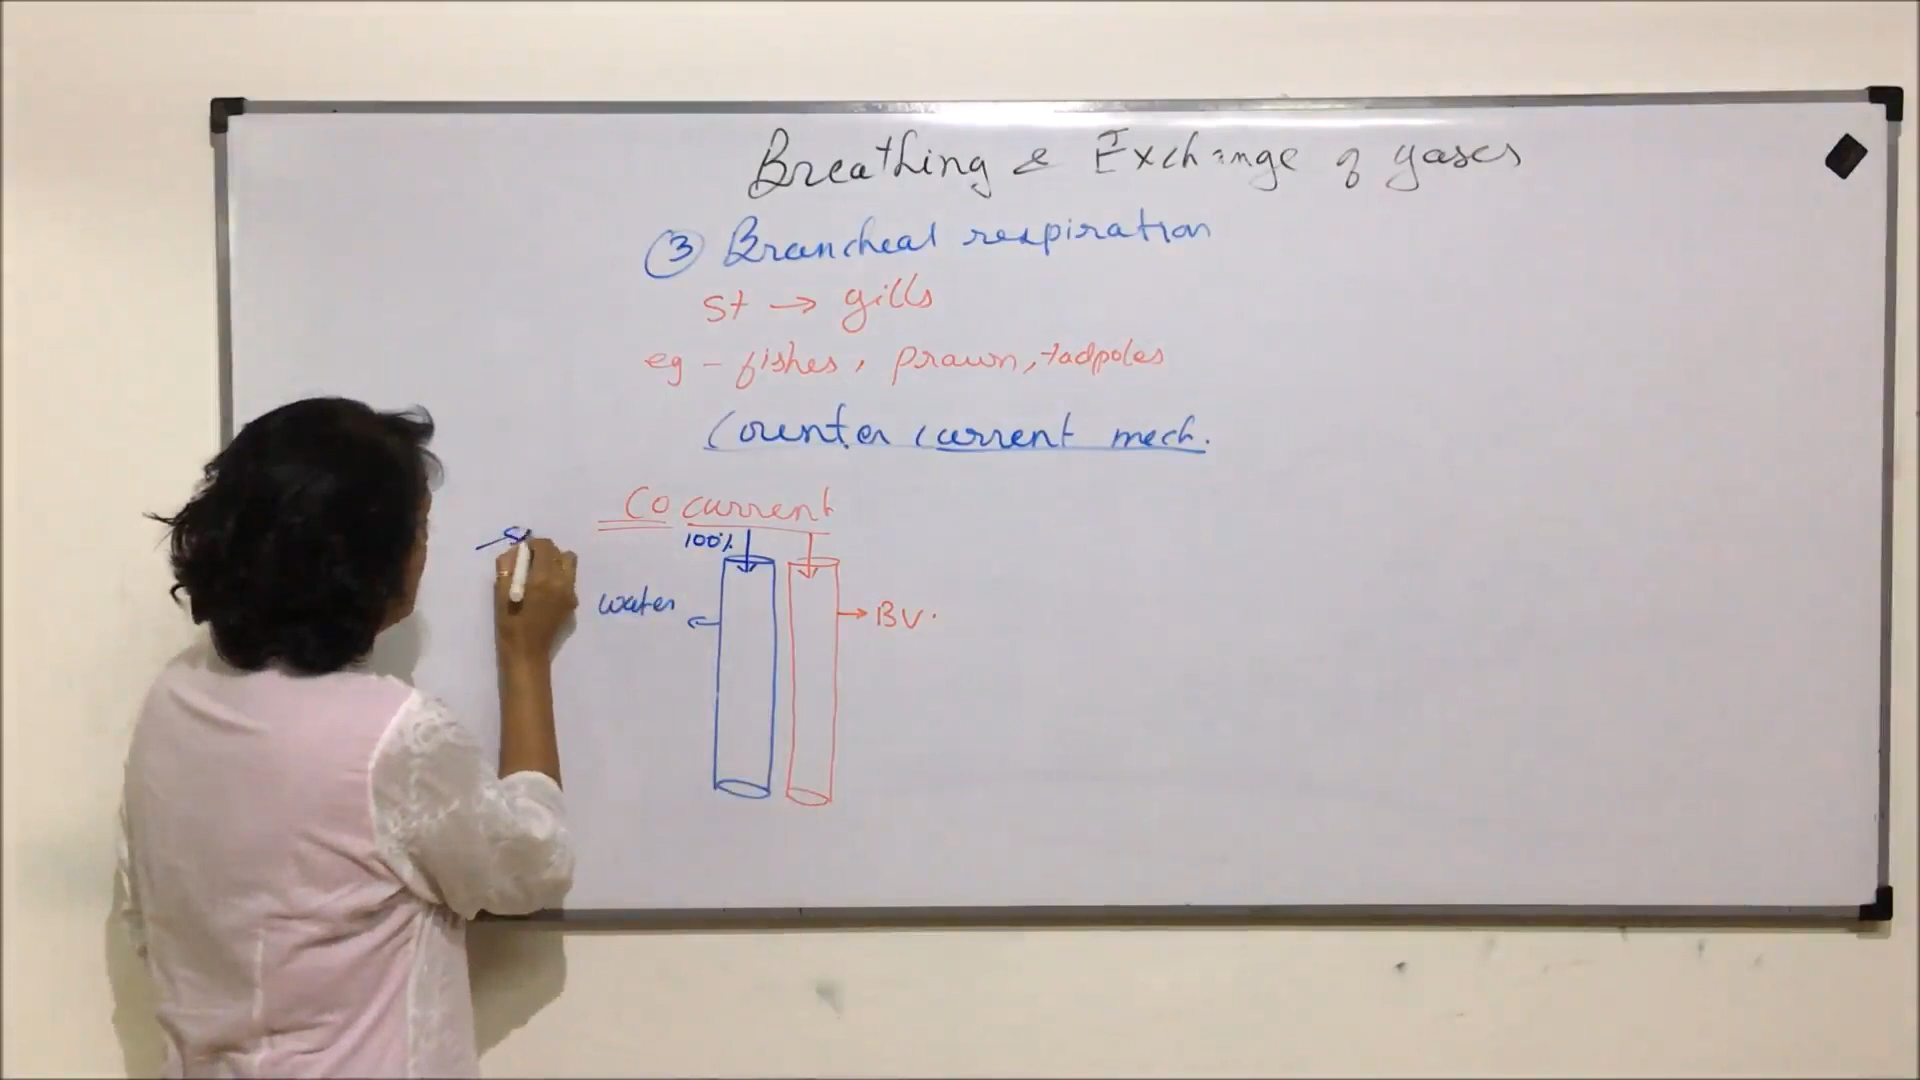 Breathing & Exchange of gases
③ Brancheal respiration
St → gills
eg - fishes, prawn, tadpoles
Counter current mech.
Co current
100%
water
BV.